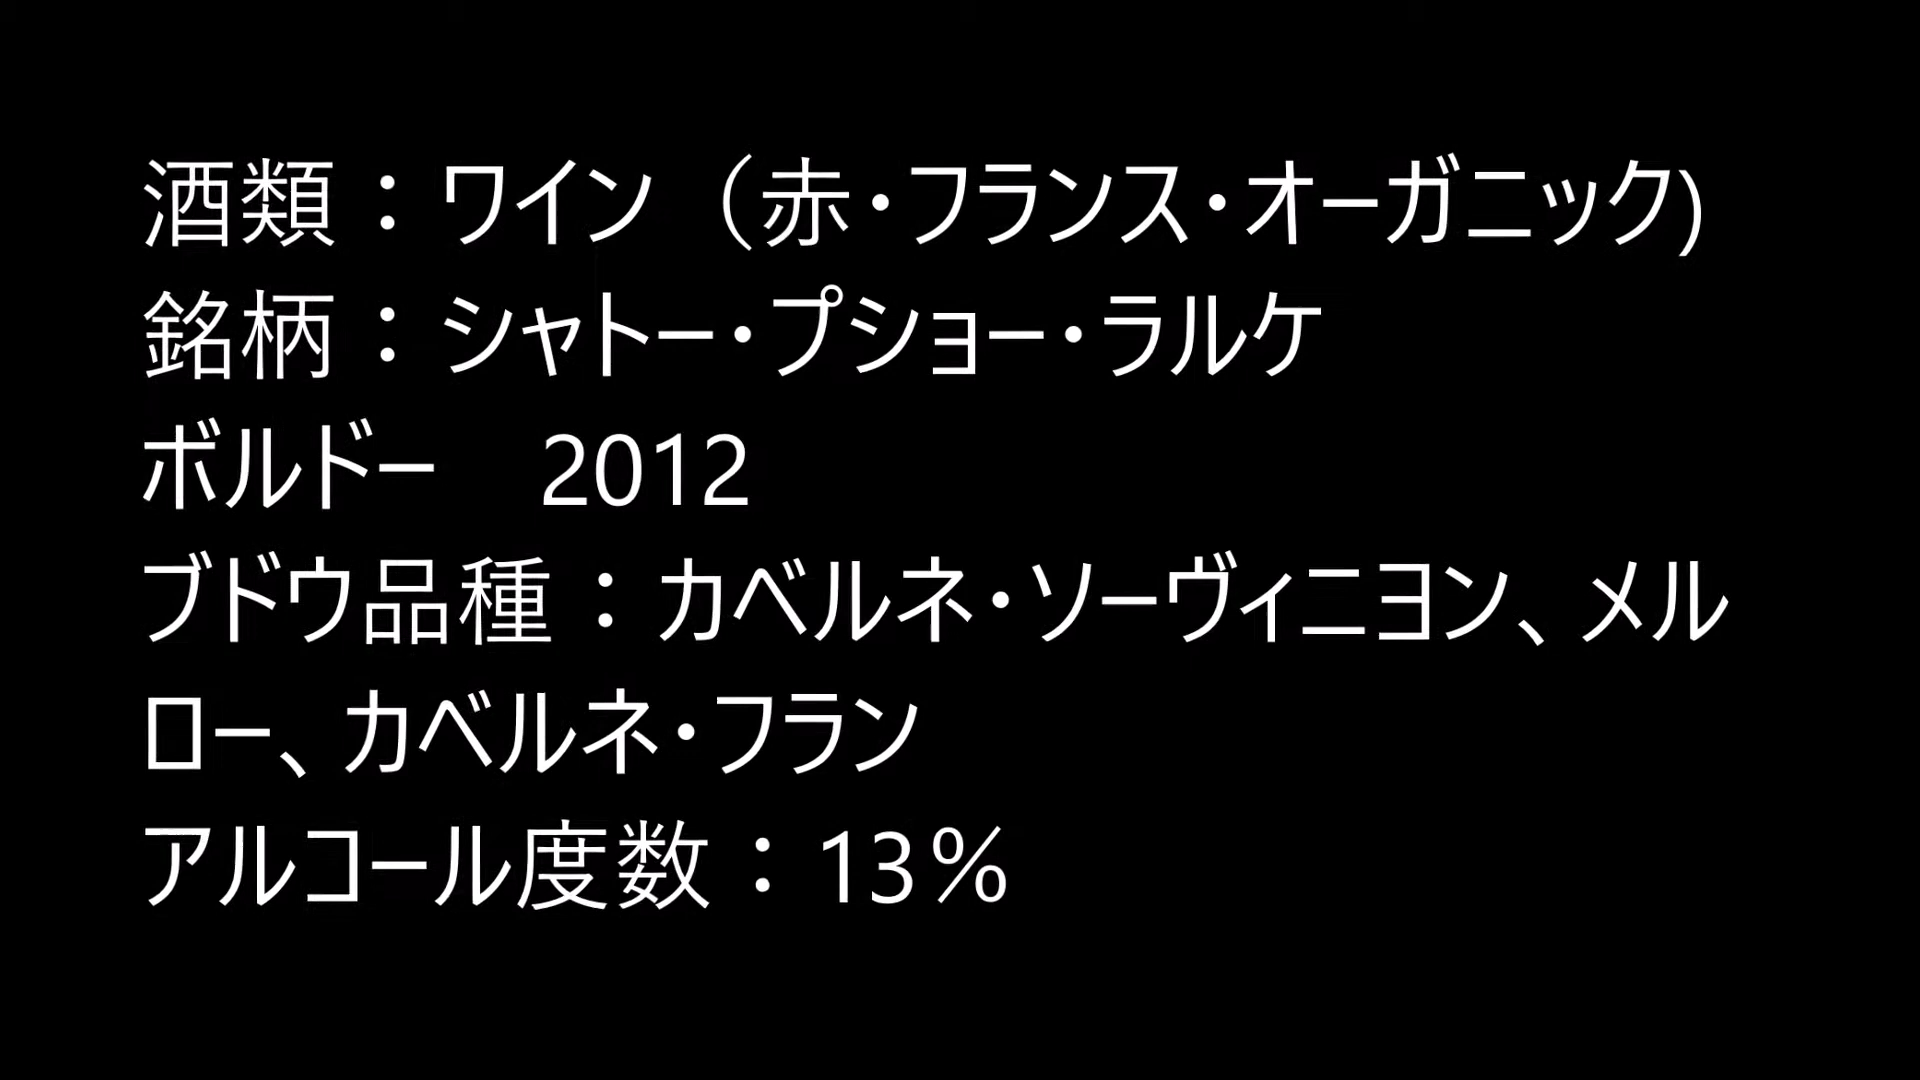 酒類：ワイン（赤・フランス・オーガニック)
銘柄：シャトー・プショー・ラルケ
ボルドー　2012
ブドウ品種：カベルネ・ソーヴィニヨン、メル
ロー、カベルネ・フラン
アルコール度数：13％